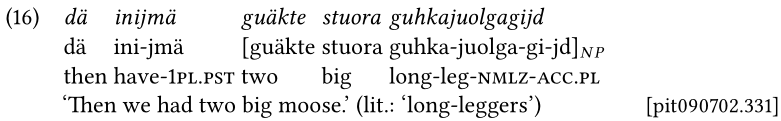 (16) dä inijmä guäkte stuora guhkajuolgagijd
dä ini-jmä [guäkte stuora guhka-juolga-gi-jd]NP
then have-1PL.PST two big long-leg-NMLZ-ACC.PL
‘Then we had two big moose.’ (lit.: ‘long-leggers’) [pit090702.331]